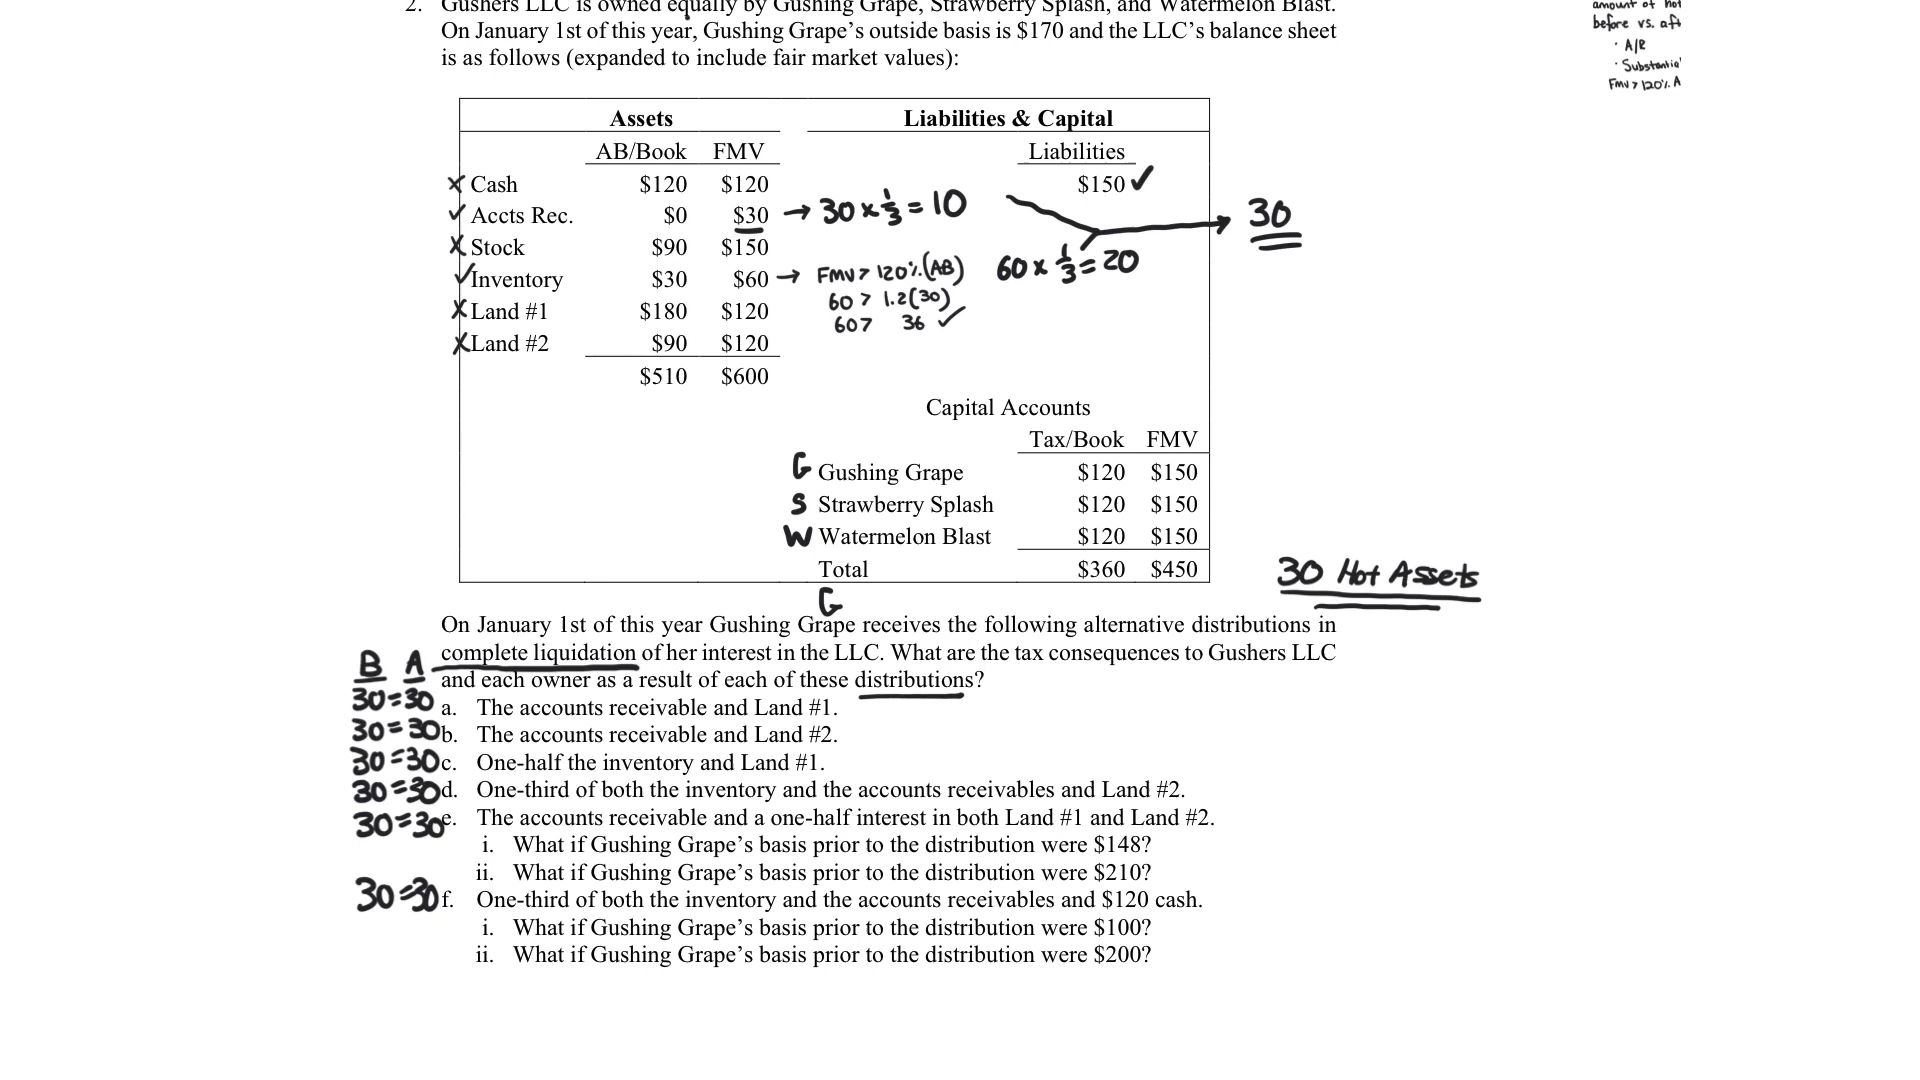 2. Gushers LLC is owned equally by Gushing Grape, Strawberry Splash, and Watermelon Blast.
On January 1st of this year, Gushing Grape's outside basis is $170 and the LLC's balance sheet
is as follows (expanded to include fair market values):
amount of hot
before vs. aft
· A/R
· Substantial
FMV > 120% A
Assets Liabilities & Capital
AB/Book FMV Liabilities
x Cash $120 $120 $150 ✓
✓ Accts Rec. $0 $30 → 30 x 1/3 = 10 30
x Stock $90 $150
✓ Inventory $30 $60 → FMV > 120% (AB) 60 x 1/3 = 20
60 > 1.2(30)
x Land #1 $180 $120
60 > 36 ✓
x Land #2 $90 $120
$510 $600
Capital Accounts
Tax/Book FMV
G Gushing Grape $120 $150
S Strawberry Splash $120 $150
W Watermelon Blast $120 $150
Total $360 $450
30 Hot Assets
G
On January 1st of this year Gushing Grape receives the following alternative distributions in
complete liquidation of her interest in the LLC. What are the tax consequences to Gushers LLC
B A
and each owner as a result of each of these distributions?
30=30 a. The accounts receivable and Land #1.
30=30 b. The accounts receivable and Land #2.
30=30 c. One-half the inventory and Land #1.
30=30 d. One-third of both the inventory and the accounts receivables and Land #2.
30=30 e. The accounts receivable and a one-half interest in both Land #1 and Land #2.
i. What if Gushing Grape's basis prior to the distribution were $148?
ii. What if Gushing Grape's basis prior to the distribution were $210?
30=30 f. One-third of both the inventory and the accounts receivables and $120 cash.
i. What if Gushing Grape's basis prior to the distribution were $100?
ii. What if Gushing Grape's basis prior to the distribution were $200?